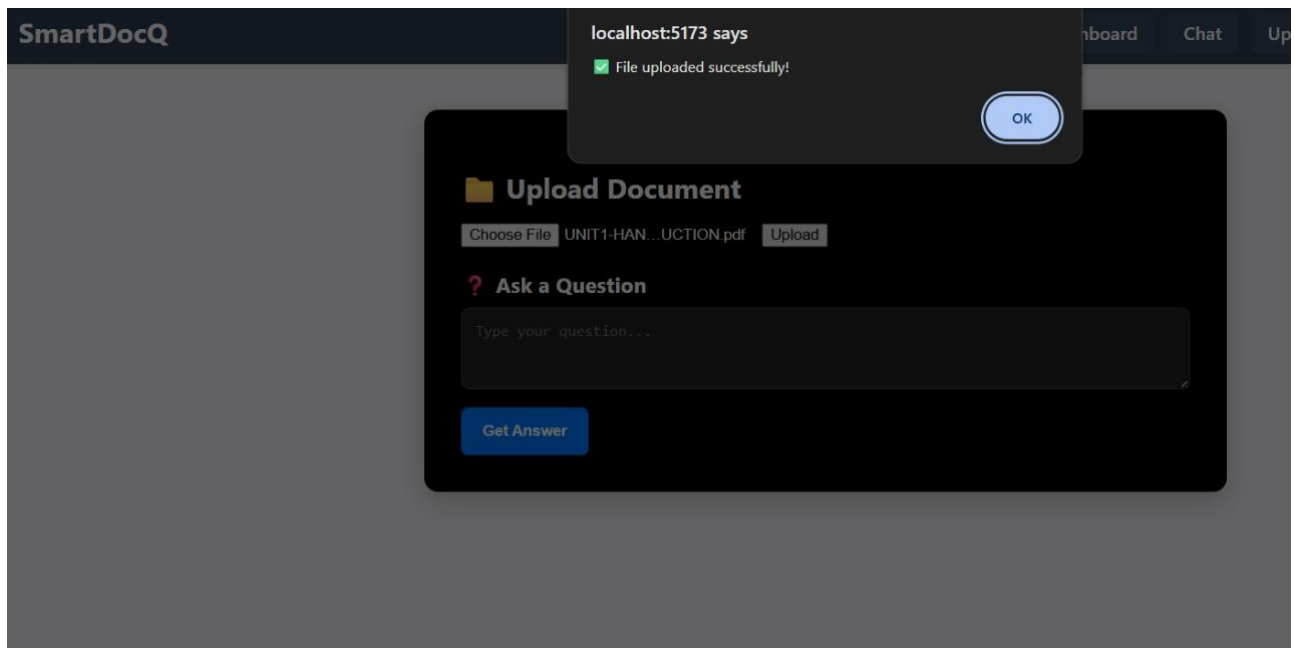 SmartDocQ
localhost:5173 says
✅ File uploaded successfully!
OK
hboard Chat Up
📁 Upload Document
Choose File UNIT1-HAN...UCTION.pdf Upload
❓ Ask a Question
Type your question...
Get Answer